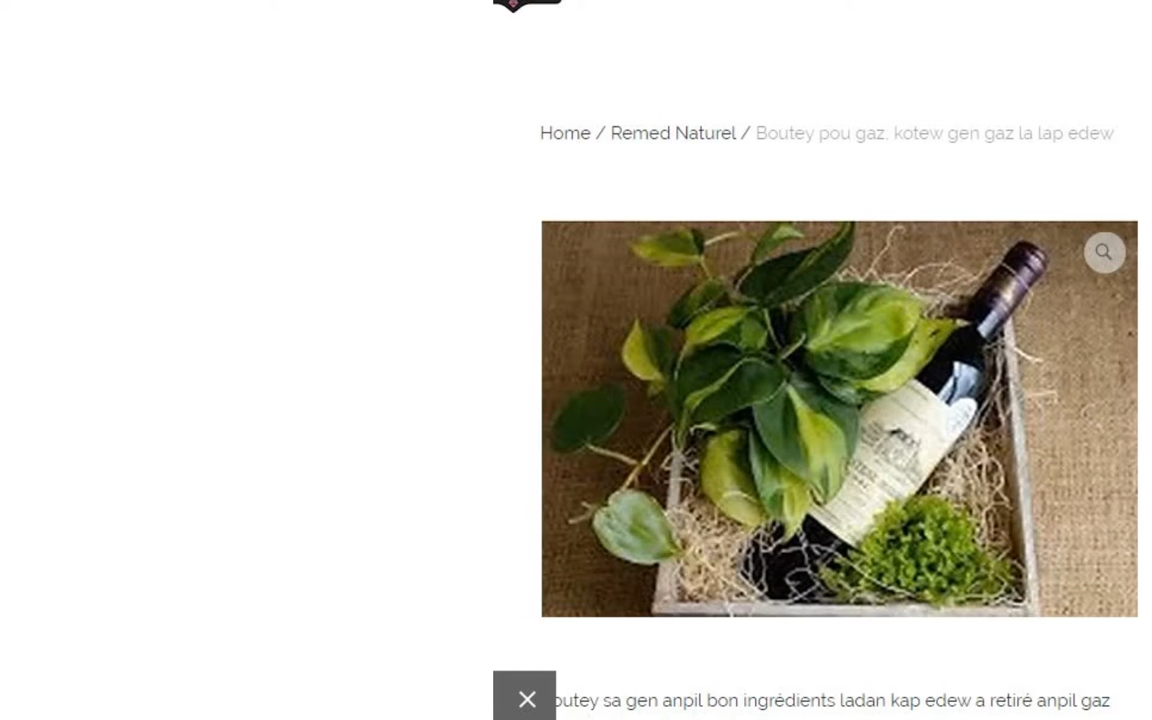 Home / Remed Naturel / Boutey pou gaz, kotew gen gaz la lap edew
outey sa gen anpil bon ingrédients ladan kap edew a retiré anpil gaz